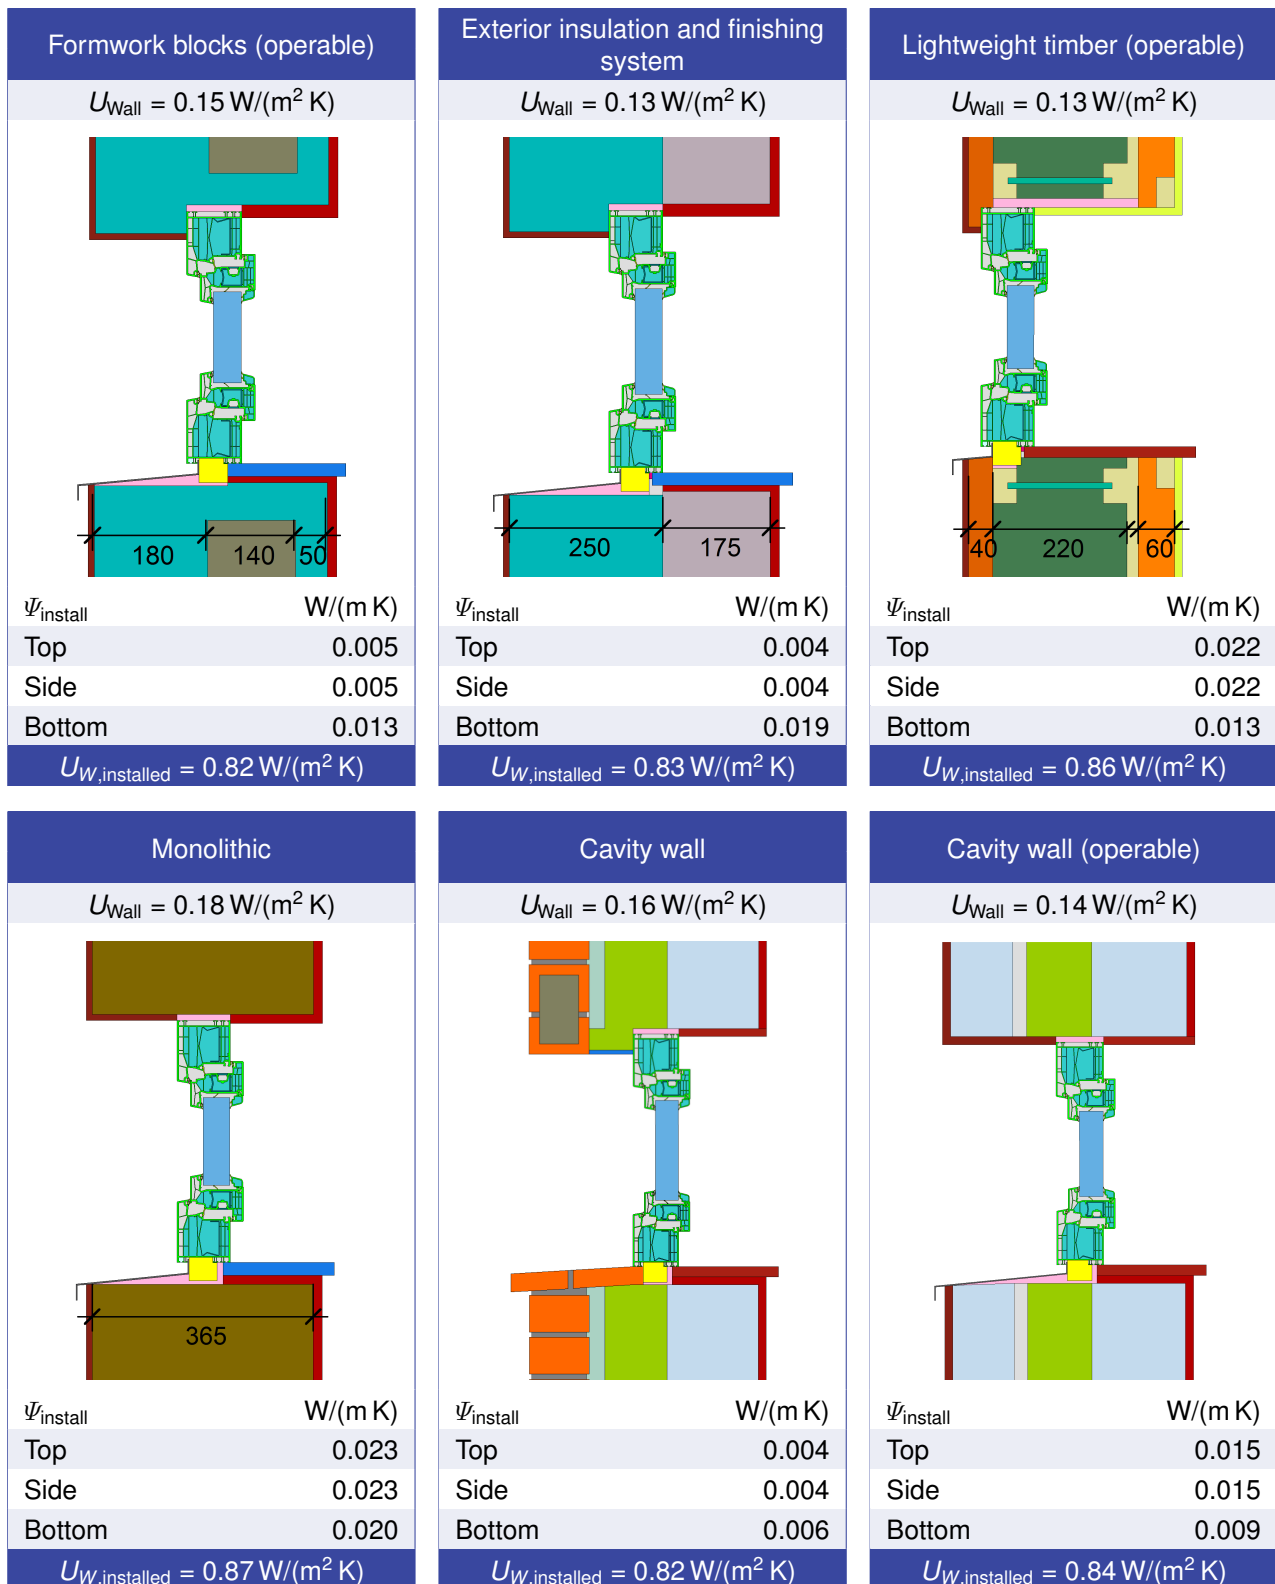 Formwork blocks (operable)
U_Wall = 0.15 W/(m² K)
180 140 50
Ψ_install W/(m K)
Top 0.005
Side 0.005
Bottom 0.013
U_W,installed = 0.82 W/(m² K)
Exterior insulation and finishing
system
U_Wall = 0.13 W/(m² K)
250 175
Ψ_install W/(m K)
Top 0.004
Side 0.004
Bottom 0.019
U_W,installed = 0.83 W/(m² K)
Lightweight timber (operable)
U_Wall = 0.13 W/(m² K)
40 220 60
Ψ_install W/(m K)
Top 0.022
Side 0.022
Bottom 0.013
U_W,installed = 0.86 W/(m² K)
Monolithic
U_Wall = 0.18 W/(m² K)
365
Ψ_install W/(m K)
Top 0.023
Side 0.023
Bottom 0.020
U_W,installed = 0.87 W/(m² K)
Cavity wall
U_Wall = 0.16 W/(m² K)
Ψ_install W/(m K)
Top 0.004
Side 0.004
Bottom 0.006
U_W,installed = 0.82 W/(m² K)
Cavity wall (operable)
U_Wall = 0.14 W/(m² K)
Ψ_install W/(m K)
Top 0.015
Side 0.015
Bottom 0.009
U_W,installed = 0.84 W/(m² K)